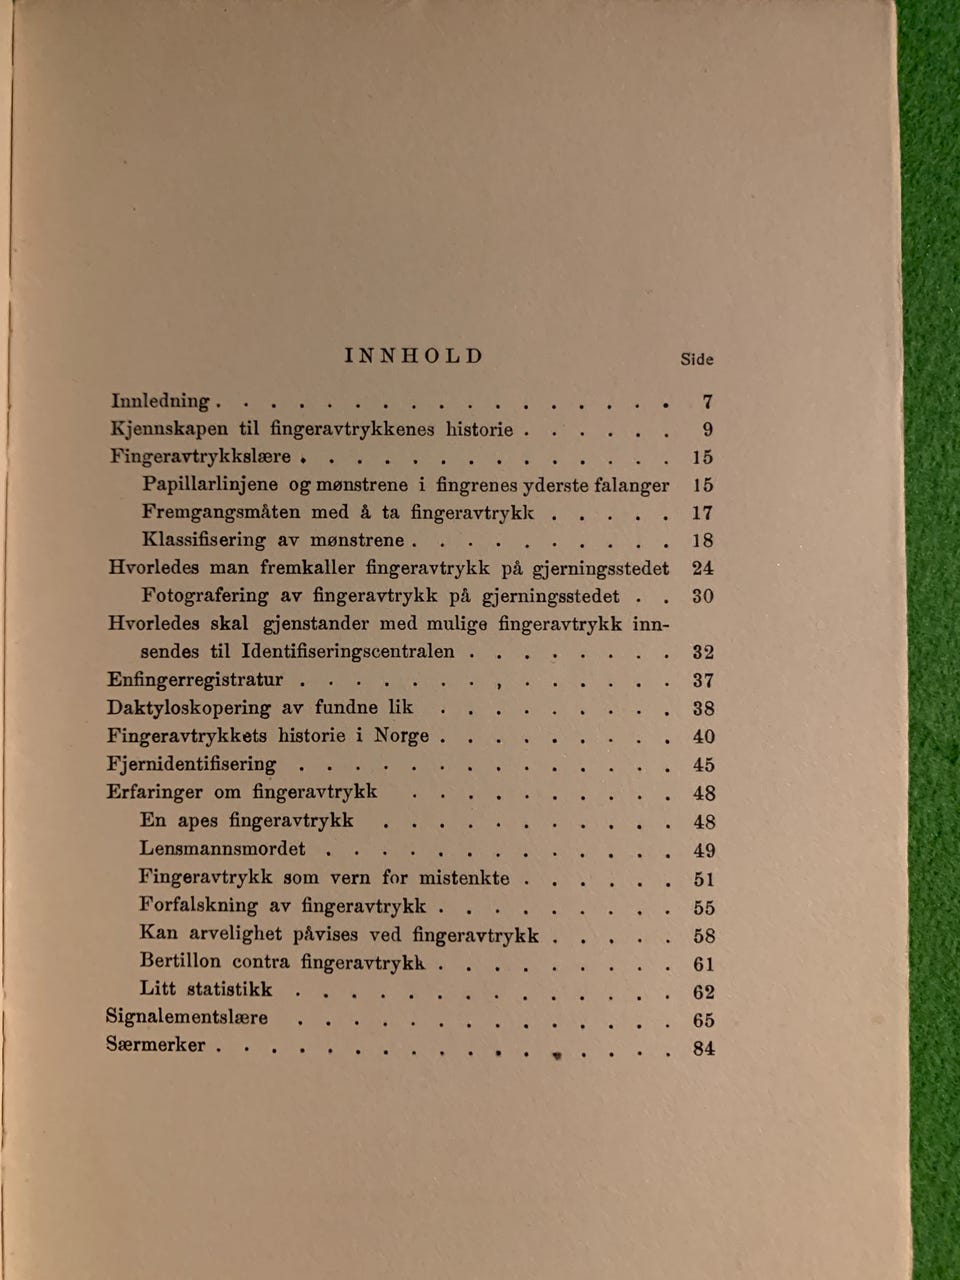 INNHOLD
Side
Innledning . . . . . . . . . . . . . . . . . 7
Kjennskapen til fingeravtrykkenes historie . . . . . . 9
Fingeravtrykkslære . . . . . . . . . . . . . . 15
Papillarlinjene og mønstrene i fingrenes yderste falanger 15
Fremgangsmåten med å ta fingeravtrykk . . . . . 17
Klassifisering av mønstrene . . . . . . . . . . 18
Hvorledes man fremkaller fingeravtrykk på gjerningsstedet 24
Fotografering av fingeravtrykk på gjerningsstedet . . 30
Hvorledes skal gjenstander med mulige fingeravtrykk inn-
sendes til Identifiseringscentralen . . . . . . . . 32
Enfingerregistratur . . . . . . . , . . . . . . 37
Daktyloskopering av fundne lik . . . . . . . . . 38
Fingeravtrykkets historie i Norge . . . . . . . . . 40
Fjernidentifisering . . . . . . . . . . . . . . 45
Erfaringer om fingeravtrykk . . . . . . . . . . 48
En apes fingeravtrykk . . . . . . . . . . . 48
Lensmannsmordet . . . . . . . . . . . . . 49
Fingeravtrykk som vern for mistenkte . . . . . . 51
Forfalskning av fingeravtrykk . . . . . . . . . 55
Kan arvelighet påvises ved fingeravtrykk . . . . . 58
Bertillon contra fingeravtrykk . . . . . . . . . 61
Litt statistikk . . . . . . . . . . . . . . 62
Signalementslære . . . . . . . . . . . . . . 65
Særmerker . . . . . . . . . . . . . . . . . 84